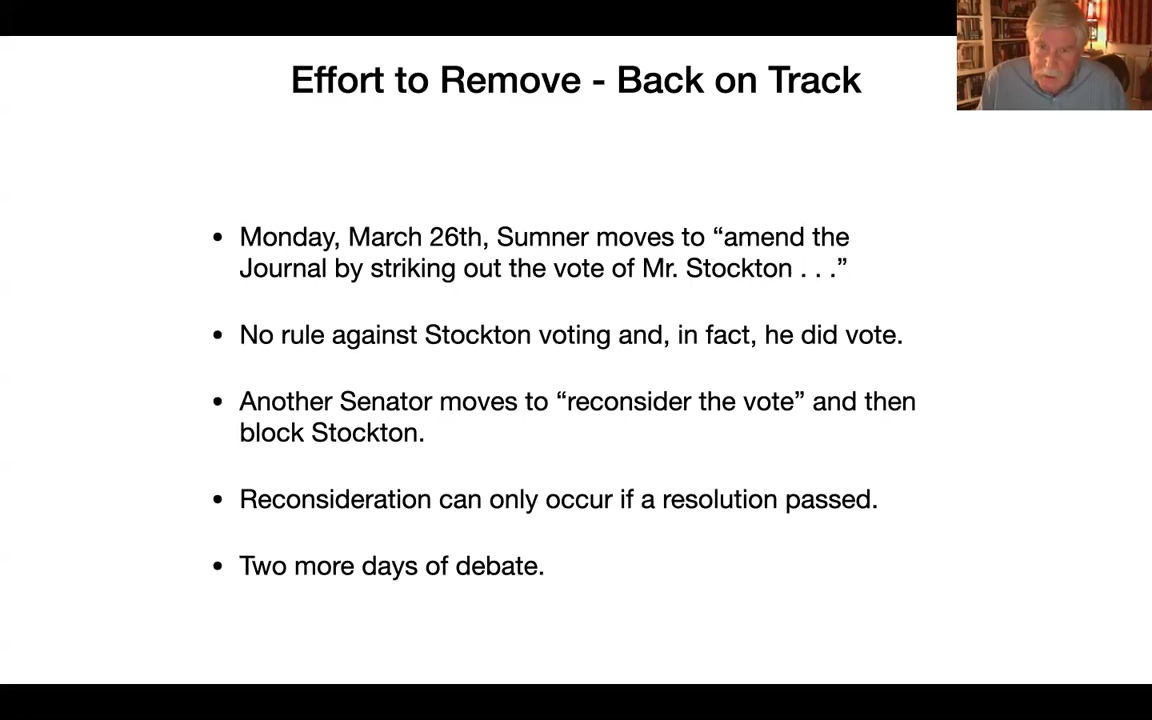 Effort to Remove - Back on Track
• Monday, March 26th, Sumner moves to “amend the
Journal by striking out the vote of Mr. Stockton . . .”
• No rule against Stockton voting and, in fact, he did vote.
• Another Senator moves to “reconsider the vote” and then
block Stockton.
• Reconsideration can only occur if a resolution passed.
• Two more days of debate.